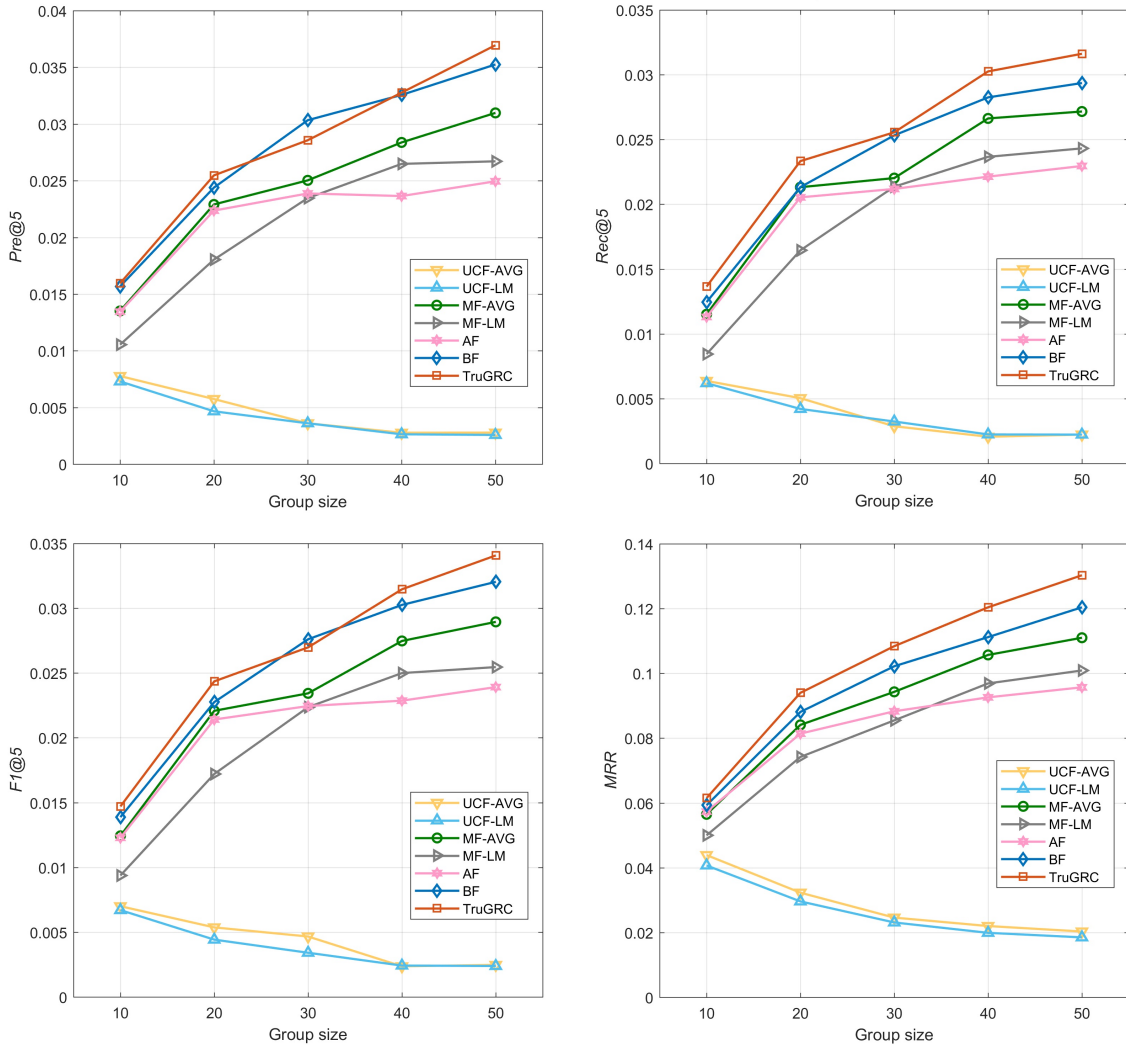 0.04
0.035
0.03
0.025
0.02
0.015
0.01
0.005
0
Pre@5
10 20 30 40 50
Group size
UCF-AVG
UCF-LM
MF-AVG
MF-LM
AF
BF
TruGRC
0.035
0.03
0.025
0.02
0.015
0.01
0.005
0
Rec@5
10 20 30 40 50
Group size
UCF-AVG
UCF-LM
MF-AVG
MF-LM
AF
BF
TruGRC
0.035
0.03
0.025
0.02
0.015
0.01
0.005
0
F1@5
10 20 30 40 50
Group size
UCF-AVG
UCF-LM
MF-AVG
MF-LM
AF
BF
TruGRC
0.14
0.12
0.1
0.08
0.06
0.04
0.02
0
MRR
10 20 30 40 50
Group size
UCF-AVG
UCF-LM
MF-AVG
MF-LM
AF
BF
TruGRC